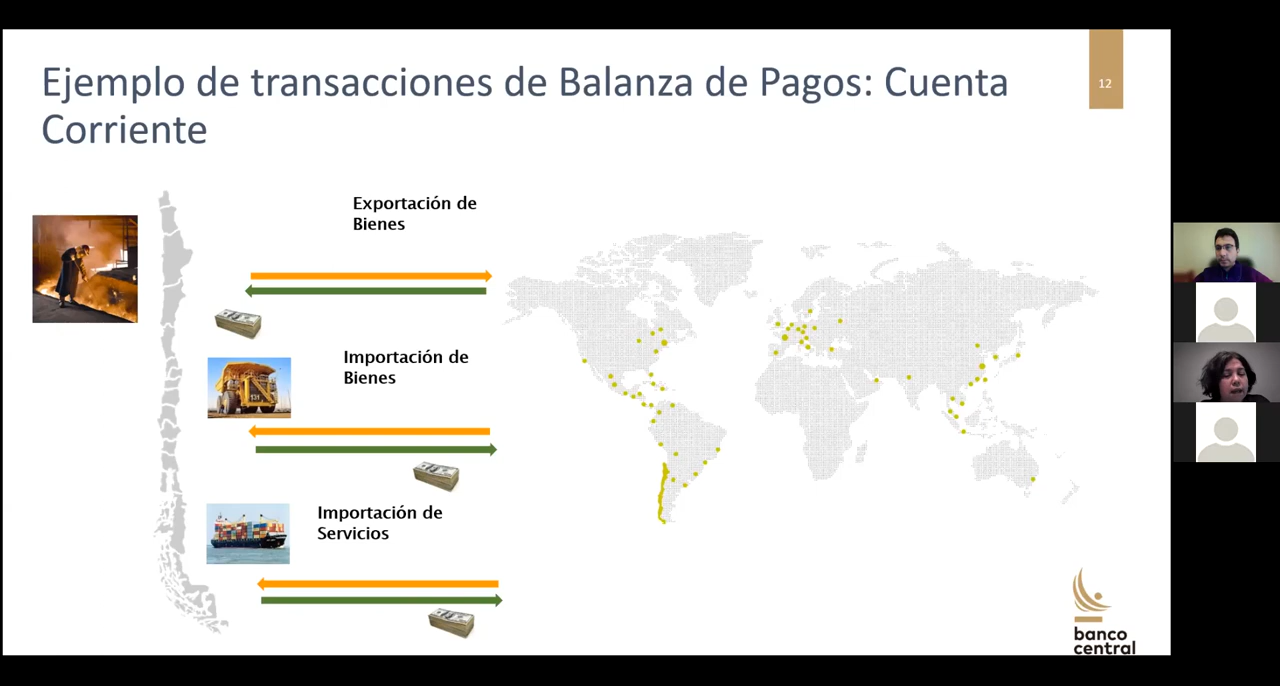 Ejemplo de transacciones de Balanza de Pagos: Cuenta
Corriente
12
Exportación de
Bienes
Importación de
Bienes
Importación de
Servicios
banco
central